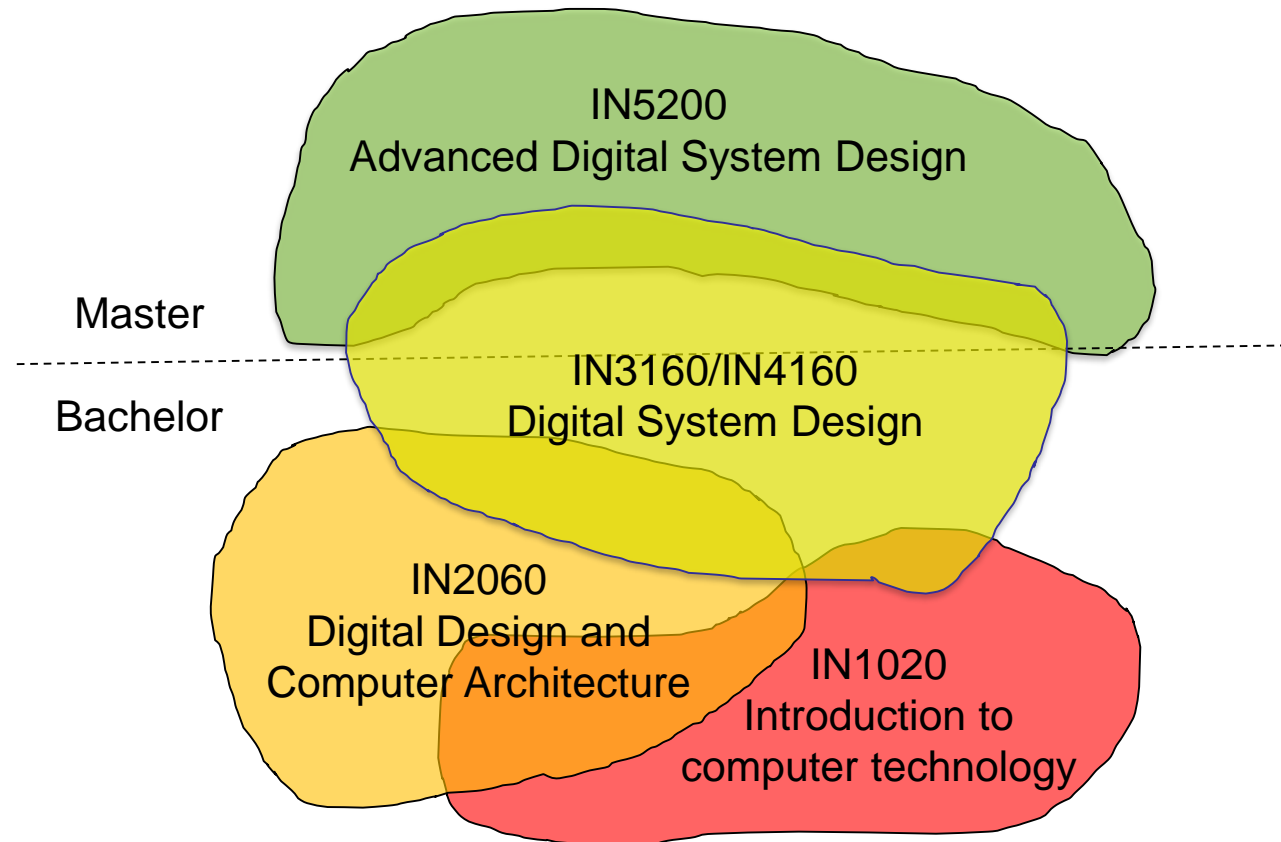 IN5200
Advanced Digital System Design
Master
IN3160/IN4160
Bachelor
Digital System Design
IN2060
Digital Design and
Computer Architecture
IN1020
Introduction to
computer technology